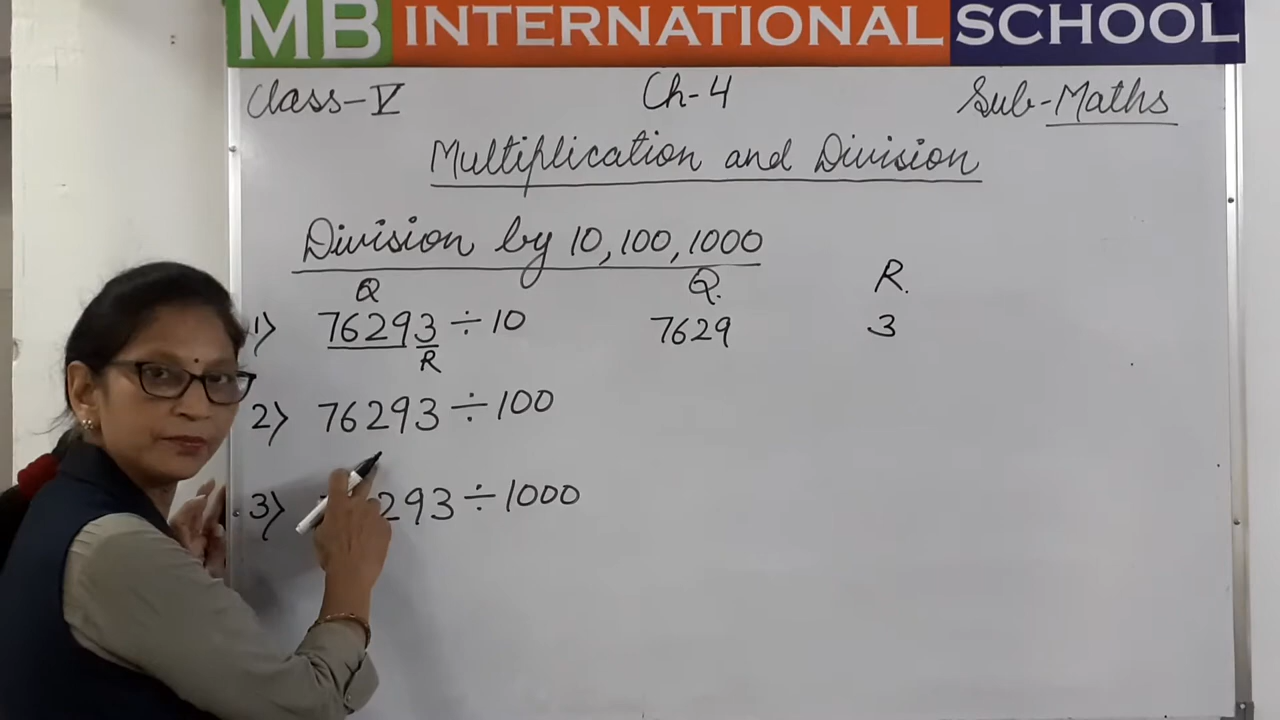 MB INTERNATIONAL SCHOOL
Class-V Ch-4 Sub-Maths
Multiplication and Division
Division by 10,100,1000
Q Q. R.
1) 76293 ÷ 10 7629 3
R
2) 76293 ÷ 100
3) 293 ÷ 1000